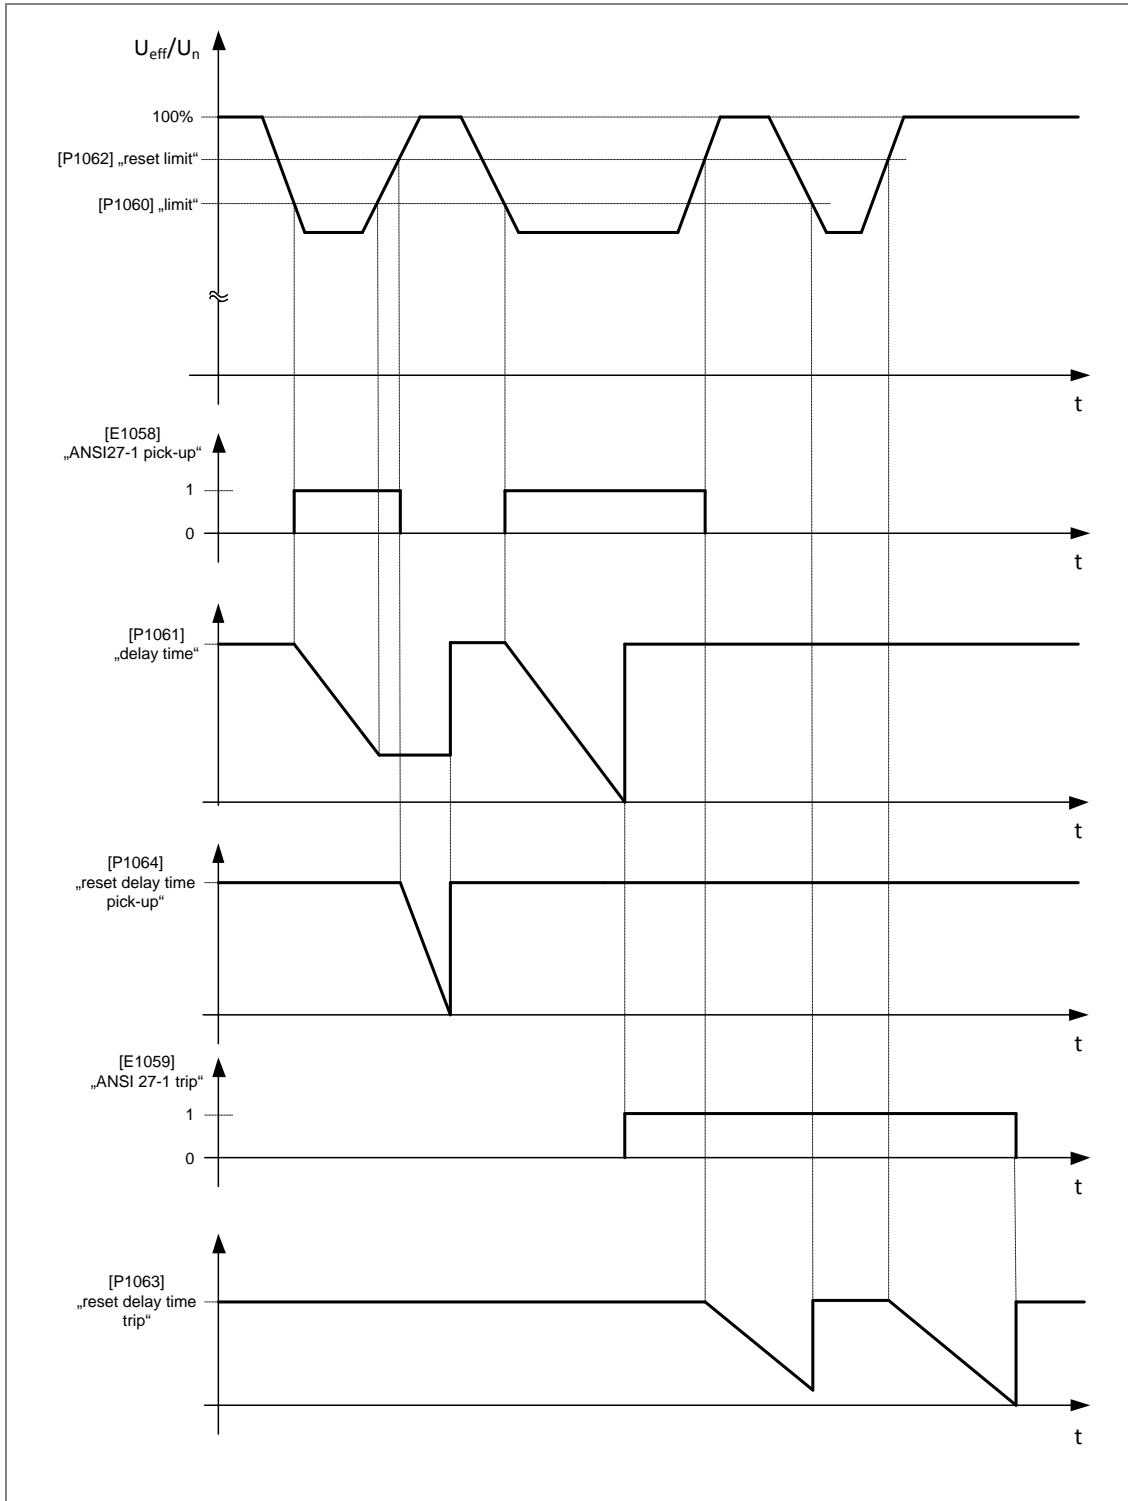 Ueff/Un
100%
[P1062] „reset limit“
[P1060] „limit“
t
[E1058]
„ANSI27-1 pick-up“
1
0
t
[P1061]
„delay time“
t
[P1064]
„reset delay time
pick-up“
t
[E1059]
„ANSI 27-1 trip“
1
0
t
[P1063]
„reset delay time
trip“
t